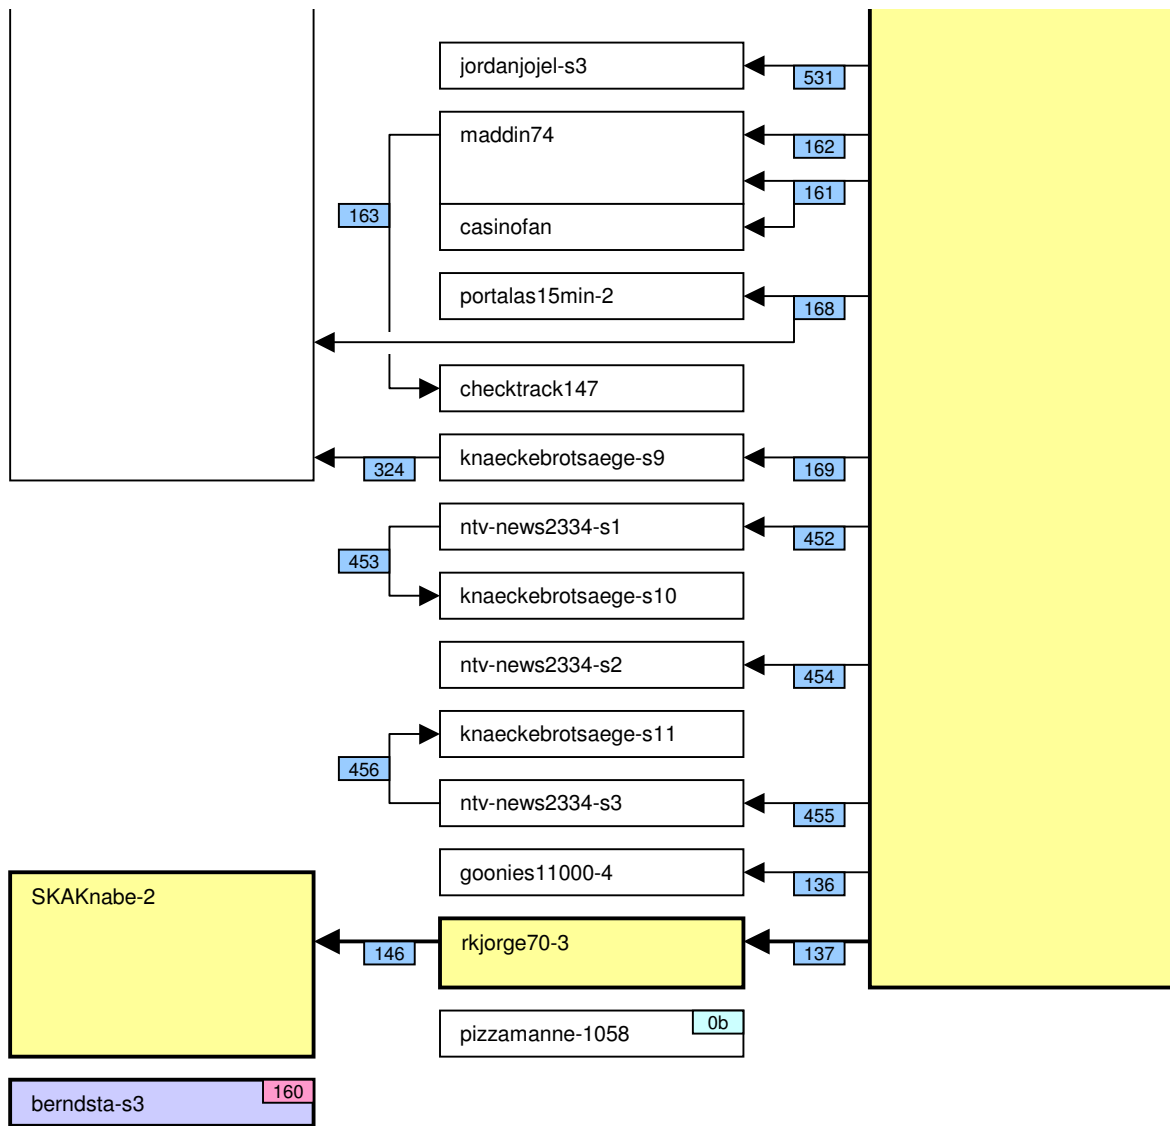 jordanjojel-s3
531
maddin74
162
161
163
casinofan
portalas15min-2
168
checktrack147
knaeckebrotsaege-s9
324
169
ntv-news2334-s1
452
453
knaeckebrotsaege-s10
ntv-news2334-s2
454
knaeckebrotsaege-s11
456
ntv-news2334-s3
455
goonies11000-4
136
SKAKnabe-2
rkjorge70-3
146
137
0b
pizzamanne-1058
160
berndsta-s3